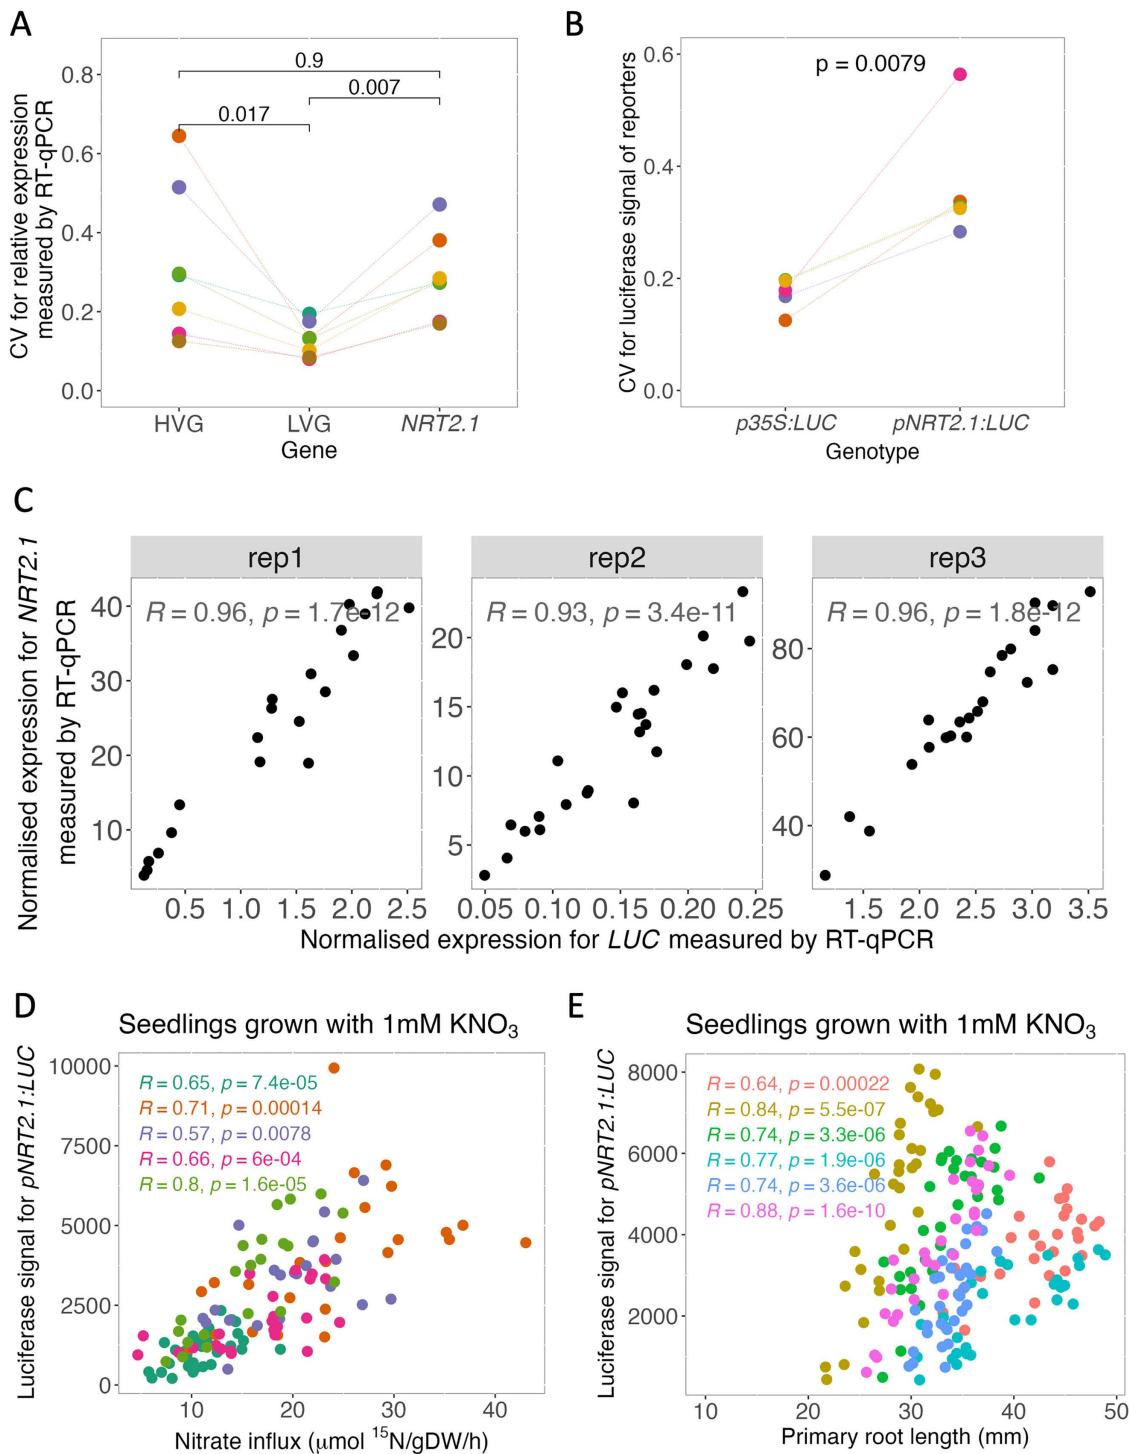 A
CV for relative expression
measured by RT-qPCR
0.8
0.6
0.4
0.2
0.0
0.9
0.007
0.017
HVG LVG NRT2.1
Gene
B
CV for luciferase signal of reporters
0.6
0.4
0.2
0.0
p = 0.0079
p35S:LUC pNRT2.1:LUC
Genotype
C
Normalised expression for NRT2.1
measured by RT-qPCR
rep1 rep2 rep3
R = 0.96, p = 1.7e-12
R = 0.93, p = 3.4e-11
R = 0.96, p = 1.8e-12
40
30
20
10
20
15
10
5
80
60
40
0.5 1.0 1.5 2.0 2.5
0.05 0.10 0.15 0.20 0.25
1.5 2.0 2.5 3.0 3.5
Normalised expression for LUC measured by RT-qPCR
D
Seedlings grown with 1mM KNO₃
Luciferase signal for pNRT2.1:LUC
10000
7500
5000
2500
0
R = 0.65, p = 7.4e-05
R = 0.71, p = 0.00014
R = 0.57, p = 0.0078
R = 0.66, p = 6e-04
R = 0.8, p = 1.6e-05
10 20 30 40
Nitrate influx (μmol ¹⁵N/gDW/h)
E
Seedlings grown with 1mM KNO₃
Luciferase signal for pNRT2.1:LUC
8000
6000
4000
2000
R = 0.64, p = 0.00022
R = 0.84, p = 5.5e-07
R = 0.74, p = 3.3e-06
R = 0.77, p = 1.9e-06
R = 0.74, p = 3.6e-06
R = 0.88, p = 1.6e-10
10 20 30 40 50
Primary root length (mm)